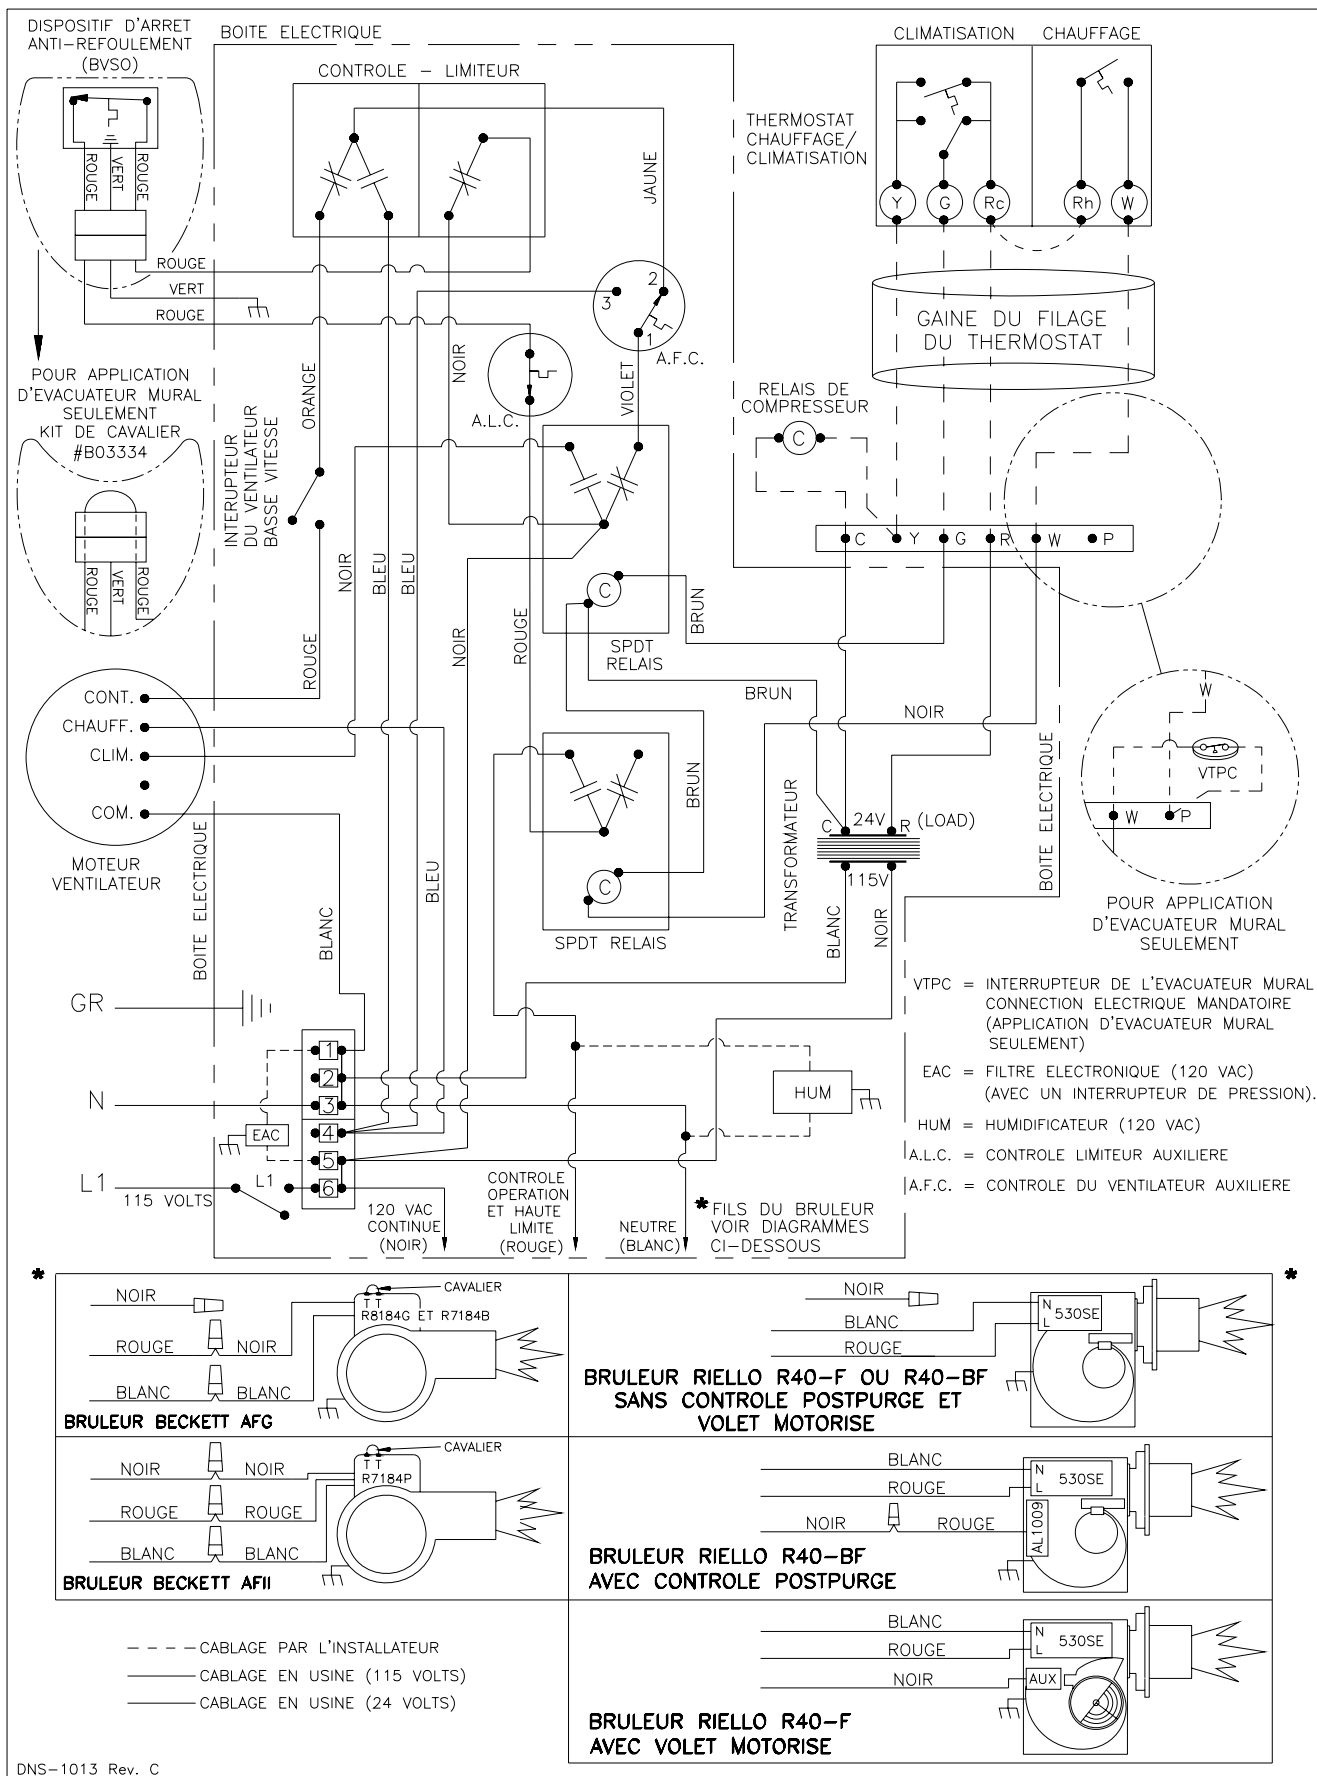 DISPOSITIF D'ARRET
ANTI-REFOULEMENT
(BVSO)
BOITE ELECTRIQUE
CONTROLE - LIMITEUR
CLIMATISATION
CHAUFFAGE
THERMOSTAT
CHAUFFAGE/
CLIMATISATION
ROUGE
VERT
ROUGE
JAUNE
Y
G
Rc
Rh
W
ROUGE
VERT
ROUGE
3
2
1
A.F.C.
GAINE DU FILAGE
DU THERMOSTAT
POUR APPLICATION
D'EVACUATEUR MURAL
SEULEMENT
KIT DE CAVALIER
#B03334
ORANGE
NOIR
A.L.C.
VIOLET
RELAIS DE
COMPRESSEUR
C
INTERUPTEUR
DU VENTILATEUR
BASSE VITESSE
C
Y
G
R
W
P
ROUGE
VERT
ROUGE
NOIR
BLEU
BLEU
C
BRUN
ROUGE
NOIR
ROUGE
SPDT
RELAIS
BRUN
NOIR
CONT.
CHAUFF.
CLIM.
COM.
MOTEUR
VENTILATEUR
W
VTPC
W
P
BRUN
TRANSFORMATEUR
C
24V
R
(LOAD)
115V
BOITE ELECTRIQUE
BOITE ELECTRIQUE
BLEU
C
BLANC
BLANC
NOIR
SPDT RELAIS
POUR APPLICATION
D'EVACUATEUR MURAL
SEULEMENT
VTPC = INTERRUPTEUR DE L'EVACUATEUR MURAL
CONNECTION ELECTRIQUE MANDATOIRE
(APPLICATION D'EVACUATEUR MURAL
SEULEMENT)
EAC = FILTRE ELECTRONIQUE (120 VAC)
(AVEC UN INTERRUPTEUR DE PRESSION).
HUM = HUMIDIFICATEUR (120 VAC)
A.L.C. = CONTROLE LIMITEUR AUXILIERE
A.F.C. = CONTROLE DU VENTILATEUR AUXILIERE
GR
N
L1
115 VOLTS
L1
EAC
1
2
3
4
5
6
HUM
120 VAC
CONTINUE
(NOIR)
CONTROLE
OPERATION
ET HAUTE
LIMITE
(ROUGE)
NEUTRE
(BLANC)
* FILS DU BRULEUR
VOIR DIAGRAMMES
CI-DESSOUS
*
*
NOIR
CAVALIER
T T
R8184G ET R7184B
ROUGE
NOIR
BLANC
BLANC
BRULEUR BECKETT AFG
NOIR
BLANC
ROUGE
N
L
530SE
BRULEUR RIELLO R40-F OU R40-BF
SANS CONTROLE POSTPURGE ET
VOLET MOTORISE
NOIR
NOIR
CAVALIER
T T
R7184P
ROUGE
ROUGE
BLANC
BLANC
BRULEUR BECKETT AFII
BLANC
ROUGE
NOIR
ROUGE
N
L
530SE
AL1009
BRULEUR RIELLO R40-BF
AVEC CONTROLE POSTPURGE
BLANC
ROUGE
NOIR
N
L
530SE
AUX
BRULEUR RIELLO R40-F
AVEC VOLET MOTORISE
CABLAGE PAR L'INSTALLATEUR
CABLAGE EN USINE (115 VOLTS)
CABLAGE EN USINE (24 VOLTS)
DNS-1013 Rev. C